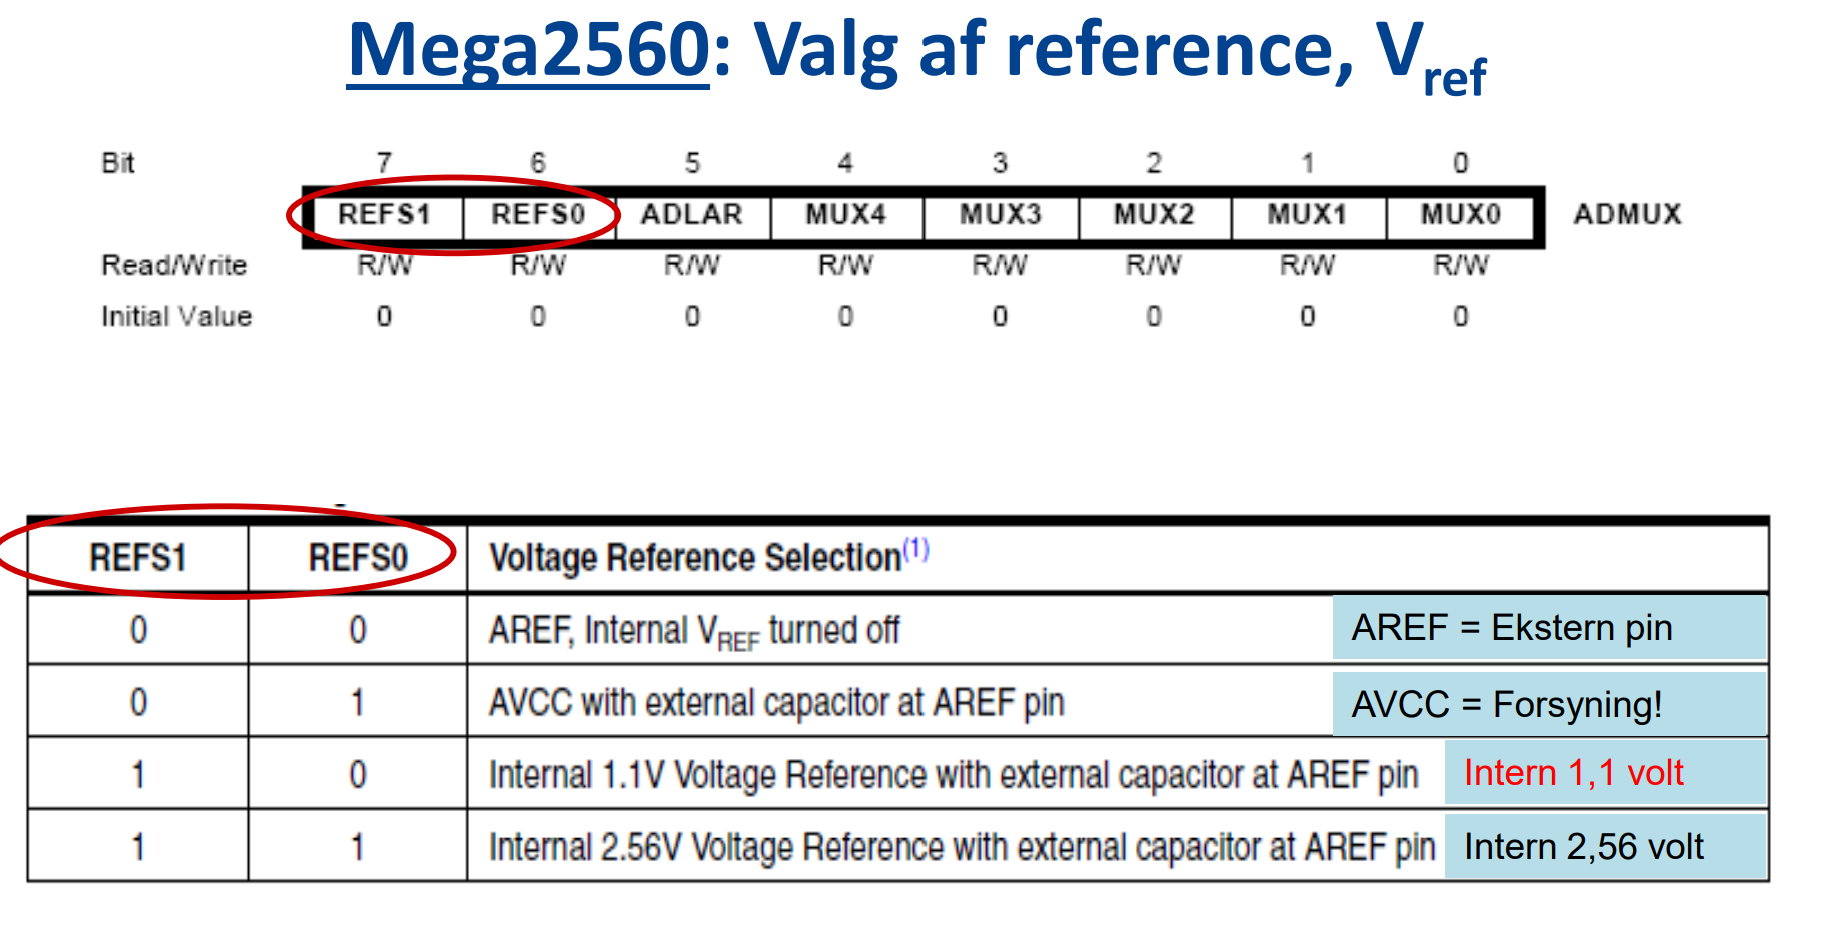 Mega2560: Valg af reference, Vref
Bit 7 6 5 4 3 2 1 0
REFS1 REFS0 ADLAR MUX4 MUX3 MUX2 MUX1 MUX0 ADMUX
Read/Write R/W R/W R/W R/W R/W R/W R/W R/W
Initial Value 0 0 0 0 0 0 0 0
REFS1 REFS0 Voltage Reference Selection(1)
0 0 AREF, Internal VREF turned off AREF = Ekstern pin
0 1 AVCC with external capacitor at AREF pin AVCC = Forsyning!
1 0 Internal 1.1V Voltage Reference with external capacitor at AREF pin Intern 1,1 volt
1 1 Internal 2.56V Voltage Reference with external capacitor at AREF pin Intern 2,56 volt